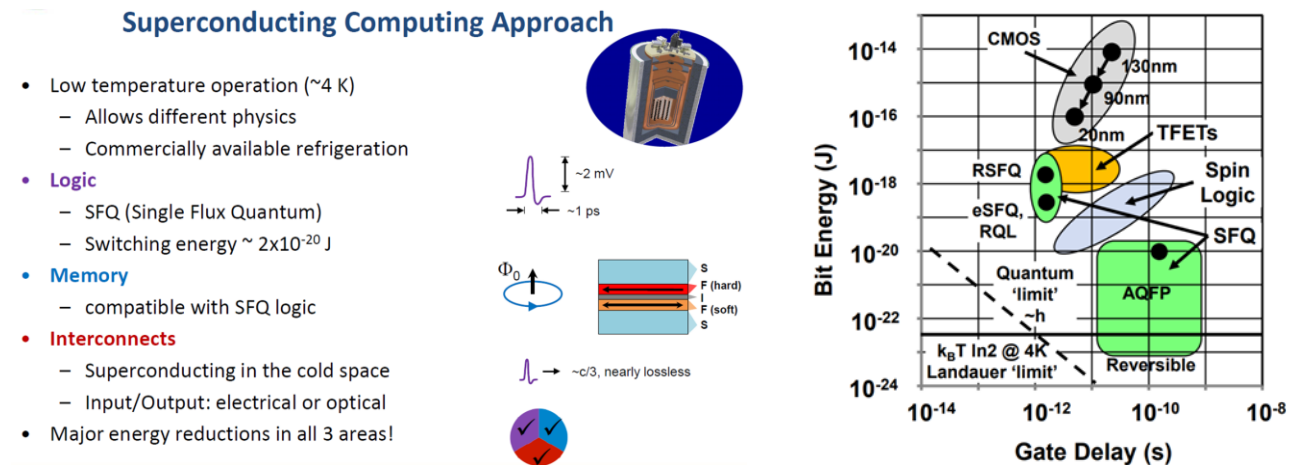 Superconducting Computing Approach
• Low temperature operation (~4 K)
– Allows different physics
– Commercially available refrigeration
• Logic
– SFQ (Single Flux Quantum)
– Switching energy ~ 2x10⁻²⁰ J
• Memory
– compatible with SFQ logic
• Interconnects
– Superconducting in the cold space
– Input/Output: electrical or optical
• Major energy reductions in all 3 areas!
~2 mV
~1 ps
Φ₀
S
F (hard)
I
F (soft)
S
~c/3, nearly lossless
Bit Energy (J)
10⁻¹⁴
10⁻¹⁶
10⁻¹⁸
10⁻²⁰
10⁻²²
10⁻²⁴
CMOS
130nm
90nm
20nm
TFETs
RSFQ
Spin
Logic
eSFQ,
RQL
SFQ
Quantum
'limit'
~h
AQFP
k_BT ln2 @ 4K
Landauer 'limit'
Reversible
10⁻¹⁴
10⁻¹²
10⁻¹⁰
10⁻⁸
Gate Delay (s)